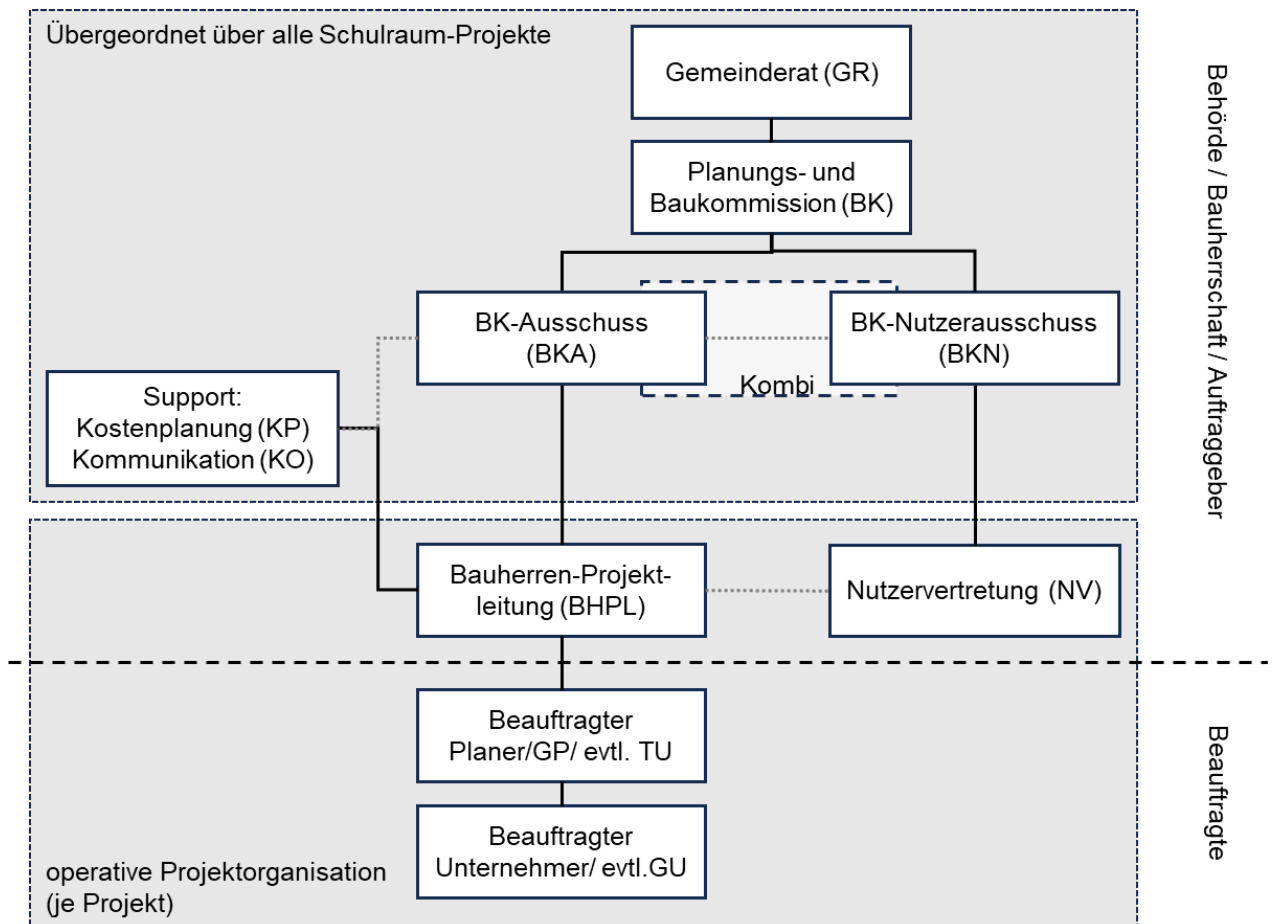 Übergeordnet über alle Schulraum-Projekte
Gemeinderat (GR)
Planungs- und
Baukommission (BK)
BK-Ausschuss
(BKA)
Kombi
BK-Nutzerausschuss
(BKN)
Support:
Kostenplanung (KP)
Kommunikation (KO)
Bauherren-Projekt-
leitung (BHPL)
Nutzervertretung (NV)
Behörde / Bauherrschaft / Auftraggeber
Beauftragter
Planer/GP/ evtl. TU
Beauftragter
Unternehmer/ evtl.GU
operative Projektorganisation
(je Projekt)
Beauftragte